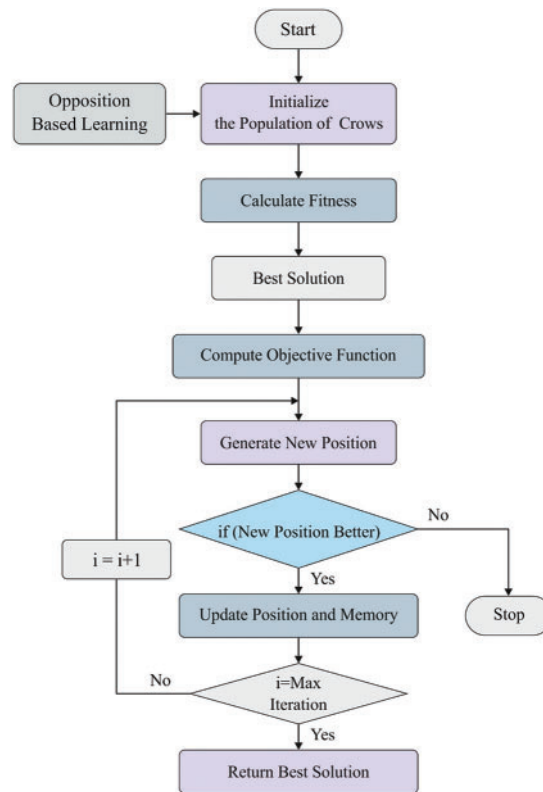 Start
Opposition
Based Learning
Initialize
the Population of Crows
Calculate Fitness
Best Solution
Compute Objective Function
Generate New Position
if (New Position Better)
No
i = i+1
Yes
Update Position and Memory
Stop
i=Max
Iteration
No
Yes
Return Best Solution